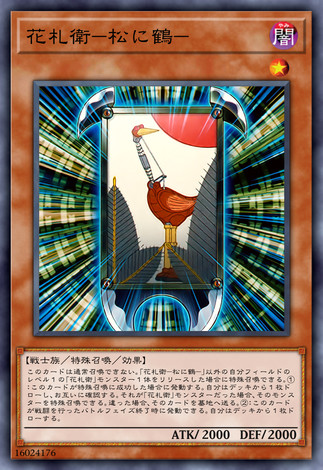 花札衛－松に鶴－
闇
やみ
【戦士族／特殊召喚／効果】
このカードは通常召喚できない。「花札衛－松に鶴－」以外の自分フィールドの
レベル１の「花札衛」モンスター１体をリリースした場合に特殊召喚できる。①
：このカードが特殊召喚に成功した場合に発動する。自分はデッキから１枚ド
ローし、お互いに確認する。それが「花札衛」モンスターだった場合、そのモンス
ターを特殊召喚できる。違った場合、そのカードを墓地へ送る。②：このカード
が戦闘を行ったバトルフェイズ終了時に発動できる。自分はデッキから１枚ド
ローする。
ATK/ 2000 DEF/ 2000
16024176